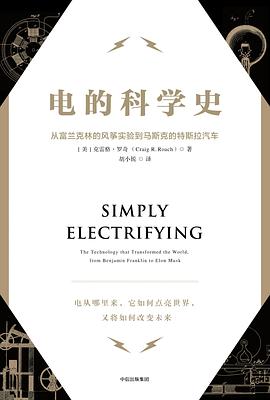 电的科学史
从富兰克林的风筝实验到马斯克的特斯拉汽车
[美] 克雷格·罗奇（Craig R. Roach）◎ 著
胡小锐 ◎ 译
SIMPLY
ELECTRIFYING
The Technology that Transformed the World,
from Benjamin Franklin to Elon Musk
电从哪里来，它如何点亮世界，
又将如何改变未来
中信出版集团